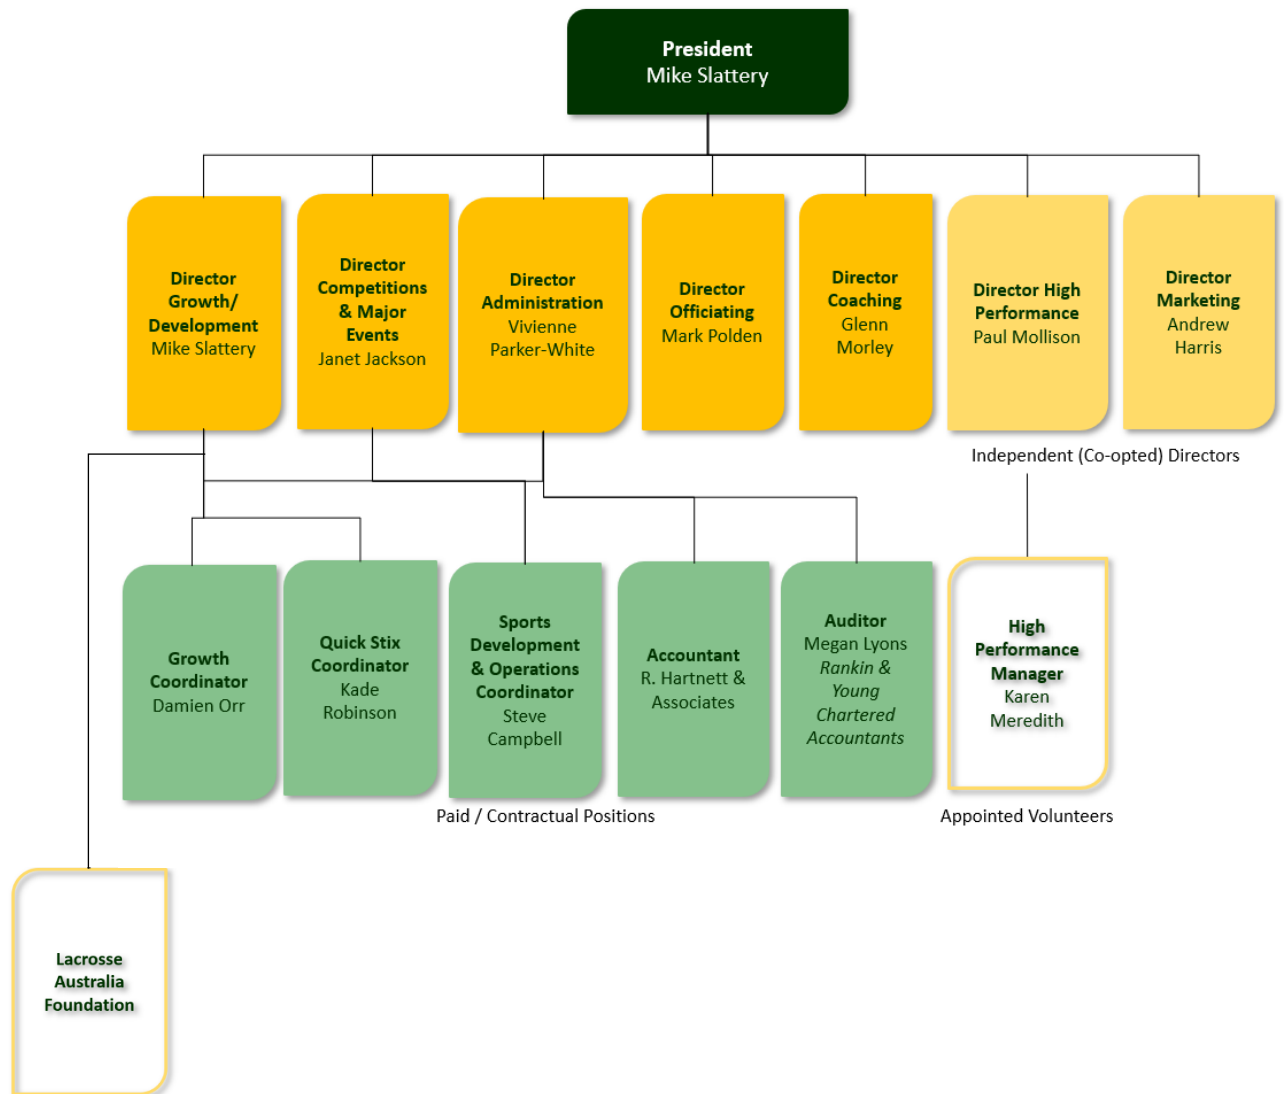 President
Mike Slattery
Director
Growth/
Development
Mike Slattery
Director
Competitions
& Major
Events
Janet Jackson
Director
Administration
Vivienne
Parker-White
Director
Officiating
Mark Polden
Director
Coaching
Glenn
Morley
Director High
Performance
Paul Mollison
Director
Marketing
Andrew
Harris
Independent (Co-opted) Directors
Growth
Coordinator
Damien Orr
Quick Stix
Coordinator
Kade
Robinson
Sports
Development
& Operations
Coordinator
Steve
Campbell
Accountant
R. Hartnett &
Associates
Auditor
Megan Lyons
Rankin &
Young
Chartered
Accountants
High
Performance
Manager
Karen
Meredith
Paid / Contractual Positions
Appointed Volunteers
Lacrosse
Australia
Foundation